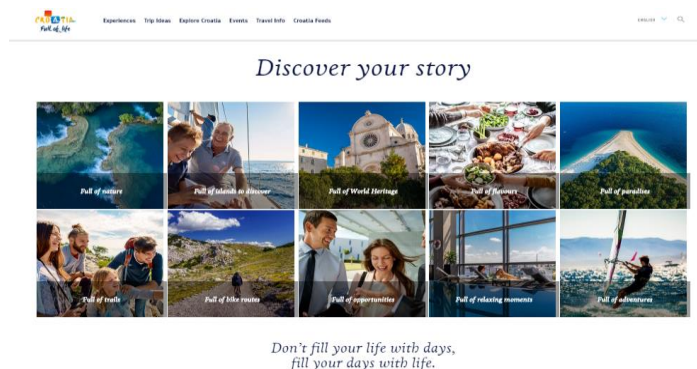 CROATIA
Full of life
Experiences Trip Ideas Explore Croatia Events Travel Info Croatia Feeds
ENGLISH
Discover your story
Full of nature
Full of islands to discover
Full of World Heritage
Full of flavours
Full of paradises
Full of trails
Full of bike routes
Full of opportunities
Full of relaxing moments
Full of adventures
Don't fill your life with days,
fill your days with life.